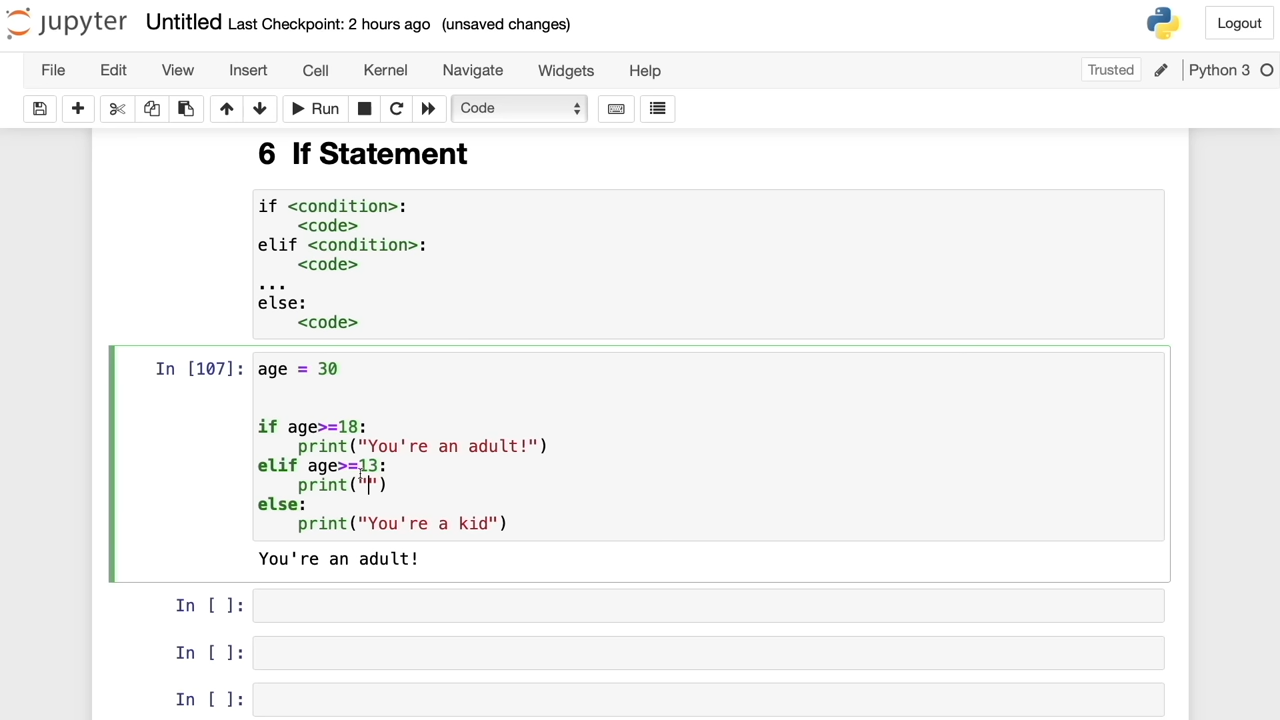 jupyter Untitled Last Checkpoint: 2 hours ago (unsaved changes) Logout
File Edit View Insert Cell Kernel Navigate Widgets Help Trusted Python 3
Run Code
6 If Statement
if <condition>:
    <code>
elif <condition>:
    <code>
...
else:
    <code>
In [107]: age = 30
if age>=18:
    print("You're an adult!")
elif age>=13:
    print("")
else:
    print("You're a kid")
You're an adult!
In [ ]:
In [ ]:
In [ ]: